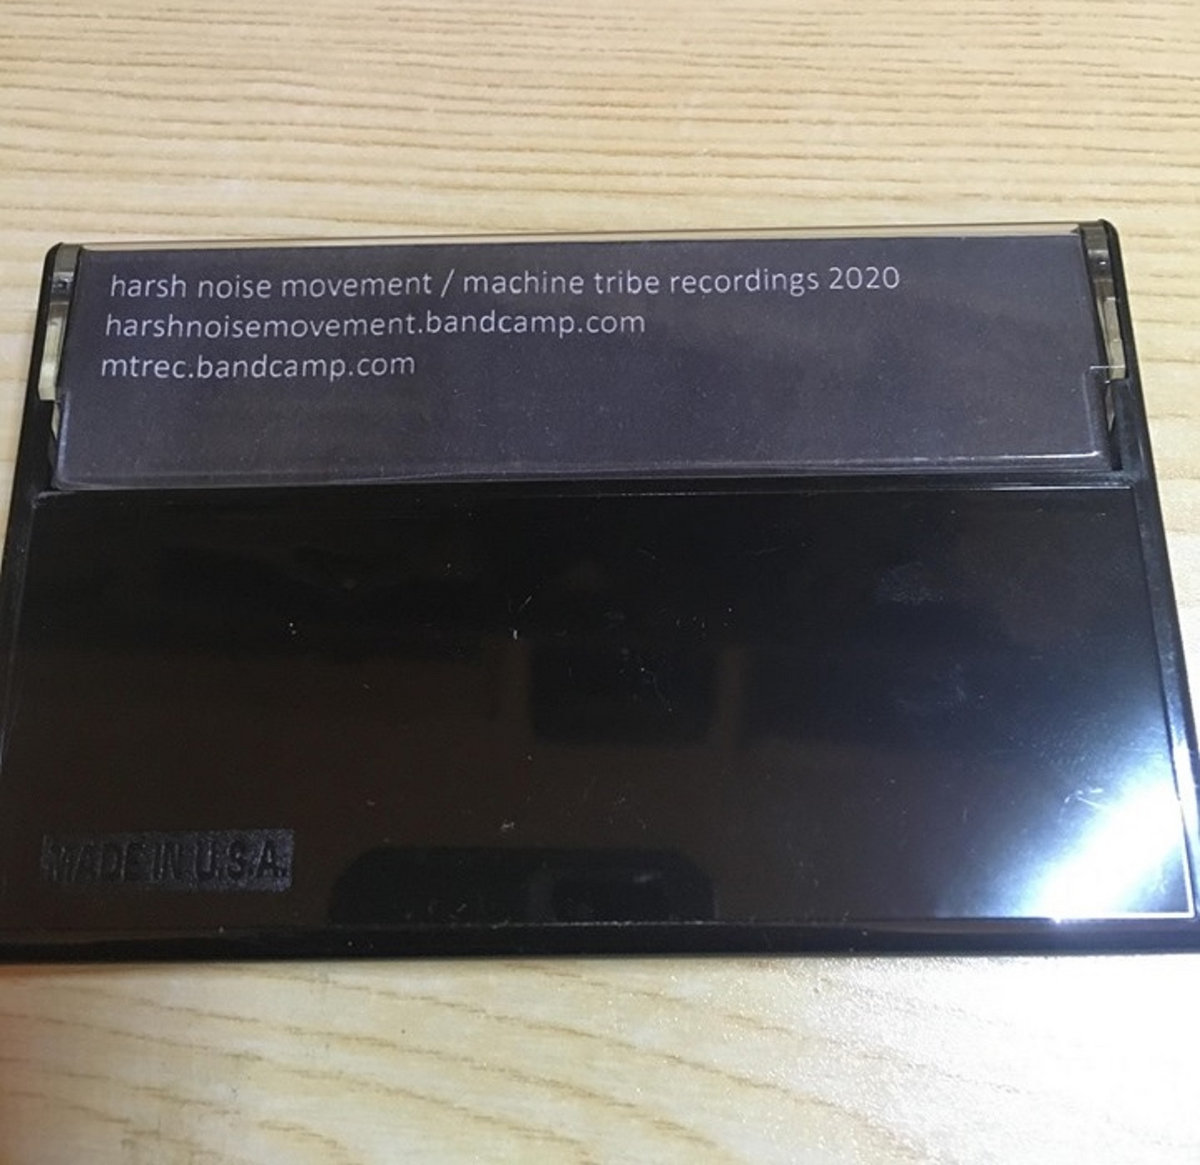 harsh noise movement / machine tribe recordings 2020
harshnoisemovement.bandcamp.com
mtrec.bandcamp.com
MADE IN U.S.A.